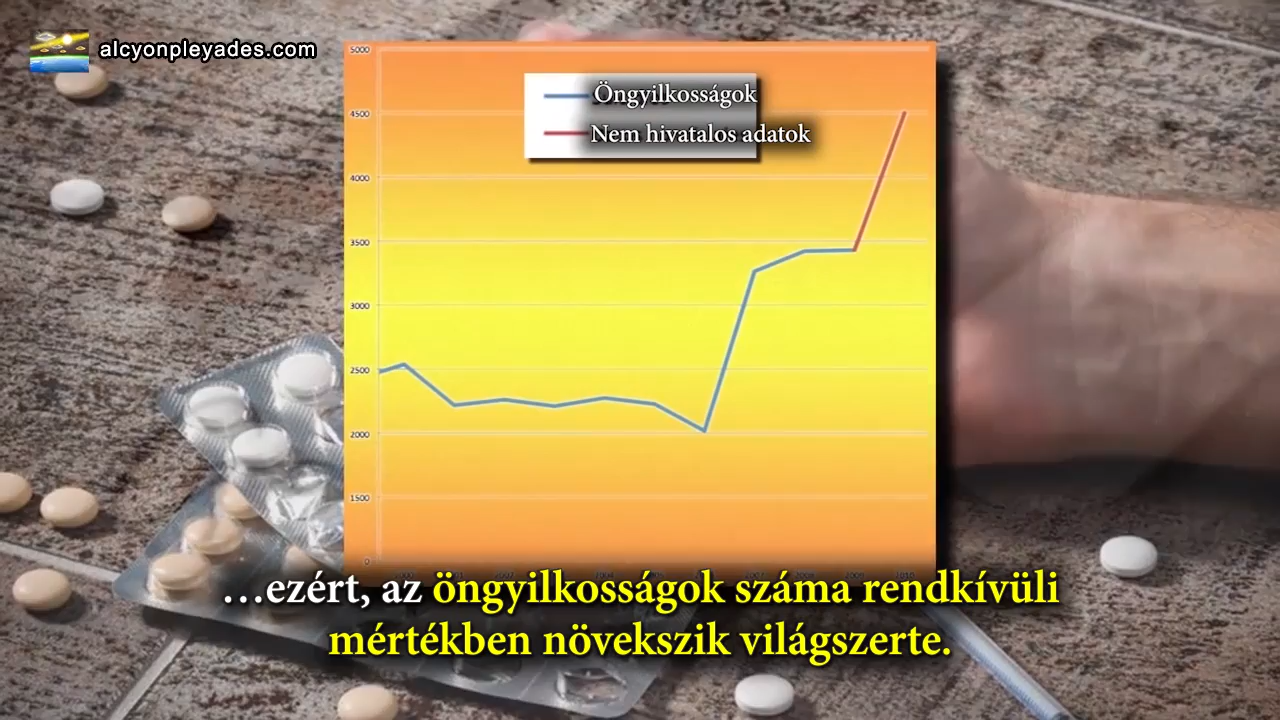 alcyonpleyades.com
5000
Öngyilkosságok
4500
Nem hivatalos adatok
4000
3500
3000
2500
2000
1500
0
…ezért, az öngyilkosságok száma rendkívüli
mértékben növekszik világszerte.